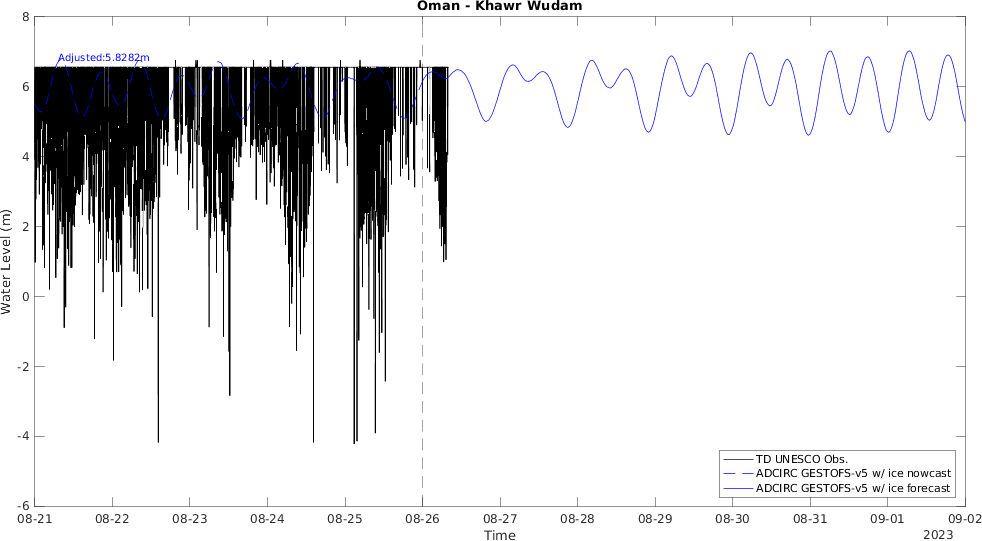 Oman - Khawr Wudam
8
6
4
2
0
-2
-4
-6
Water Level (m)
Adjusted:5.8282m
TD UNESCO Obs.
ADCIRC GESTOFS-v5 w/ ice nowcast
ADCIRC GESTOFS-v5 w/ ice forecast
08-21 08-22 08-23 08-24 08-25 08-26 08-27 08-28 08-29 08-30 08-31 09-01 09-02
Time
2023